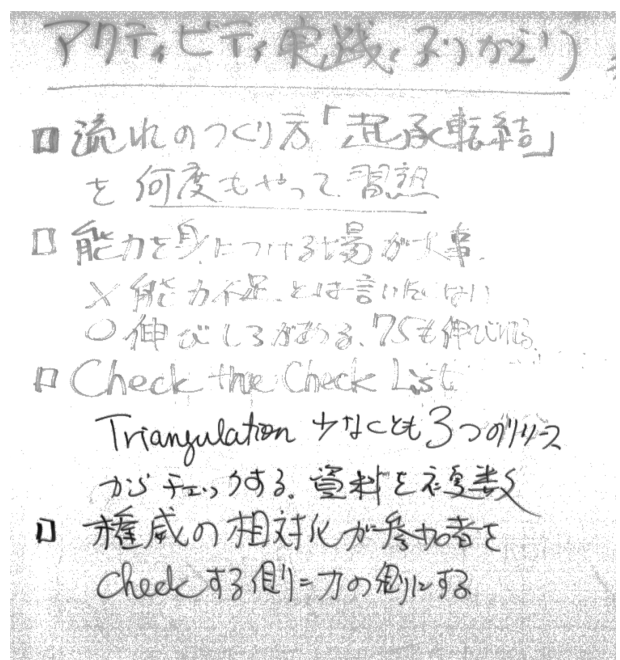 アクティビティ実践・ふりかえり
□ 流れのつくり方「起承転結」
を何度もやって習熟
□ 能力を身につける場が大事。
× 能力不足、とは言いたくない
○ 伸びしろがある、75も伸びしろ
□ Check the Check List
Triangulation 少なくとも3つのリソース
からチェックする。資料を複数
□ 権威の相対化が参加者を
Checkする側=力の側にする